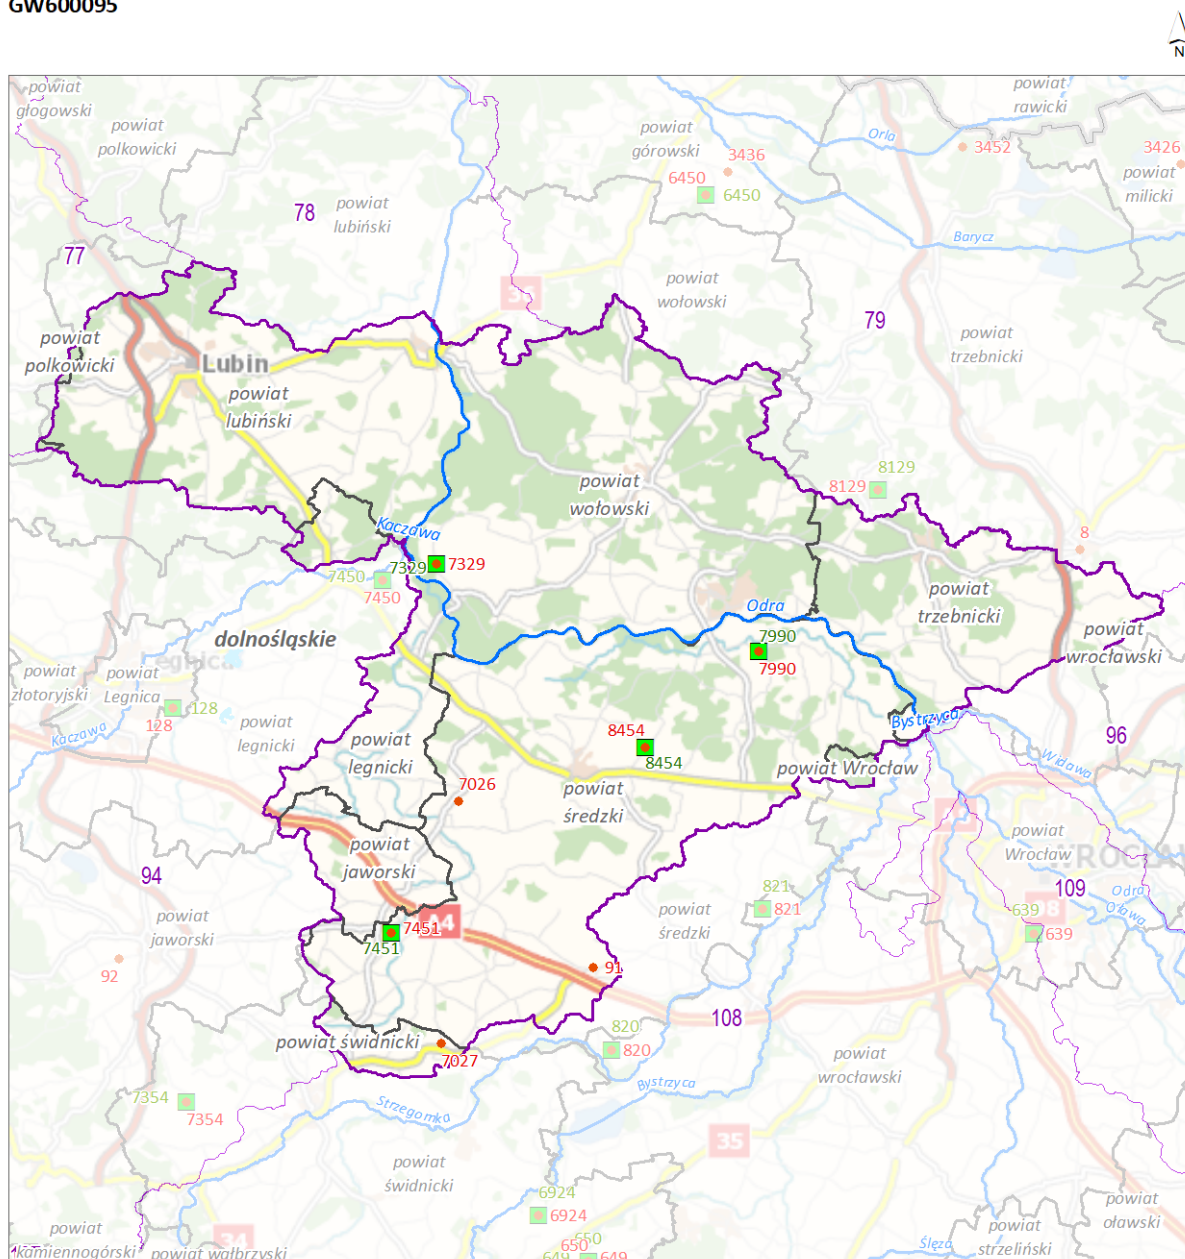 GW600095
N
powiat
głogowski
powiat
polkowicki
78
powiat
lubiński
77
powiat
górowski
3436
6450
6450
Orla
3452
powiat
rawicki
3426
powiat
milicki
Barycz
powiat
wołowski
79
powiat
trzebnicki
powiat
polkowicki
Lubin
powiat
lubiński
powiat
wołowski
8129
8129
8
Kaczawa
7329
7329
7450
7450
dolnośląskie
Legnica
powiat
złotoryjski
powiat
Legnica
128
128
powiat
legnicki
Kaczawa
Odra
7990
7990
powiat
trzebnicki
powiat
wrocławski
Bystrzyca
96
Widawa
powiat
legnicki
8454
8454
powiat Wrocław
7026
powiat
średzki
powiat
jaworski
94
powiat
jaworski
92
A4
7451
7451
91
powiat
średzki
821
821
powiat
Wrocław
WROCŁAW
109
Odra
Oława
639
639
108
820
820
powiat świdnicki
7027
powiat
wrocławski
Bystrzyca
Strzegomka
7354
7354
35
powiat
świdnicki
6924
6924
650
650
649
649
34
powiat
kamiennogórski
powiat wałbrzyski
Ślęza
powiat
strzeliński
powiat
oławski